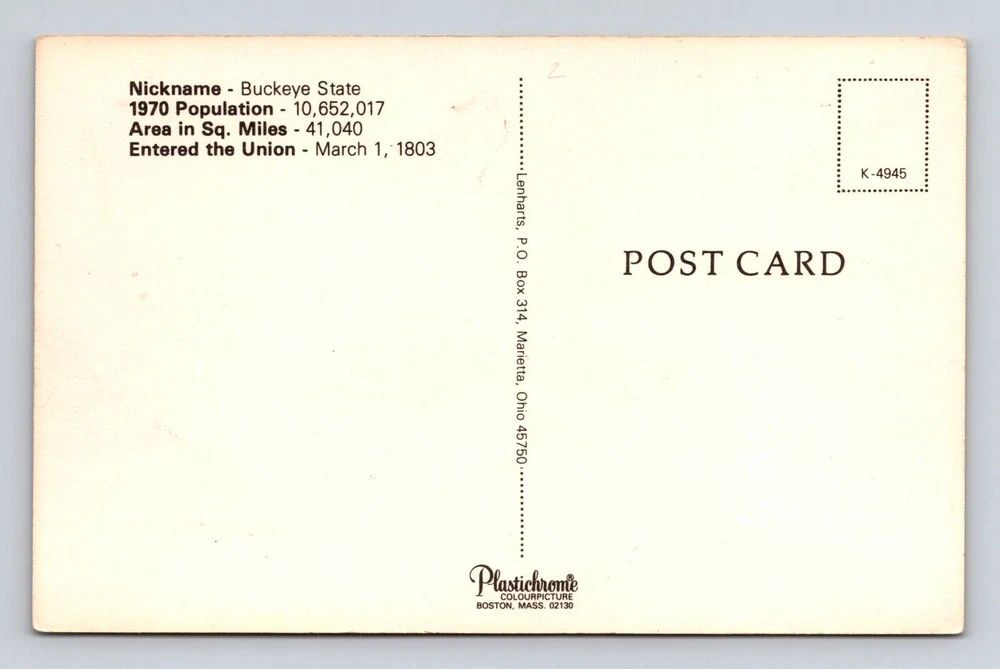 Nickname - Buckeye State
1970 Population - 10,652,017
Area in Sq. Miles - 41,040
Entered the Union - March 1, 1803
Lenharts, P.O. Box 314, Marietta, Ohio 45750
2
K-4945
POST CARD
Plastichrome®
COLOURPICTURE
BOSTON, MASS. 02130